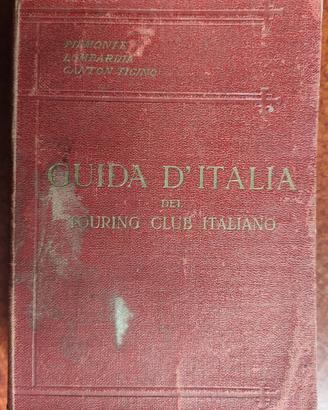 PIEMONTE
LOMBARDIA
CANTON TICINO
GUIDA D'ITALIA
DEL
TOURING CLUB ITALIANO